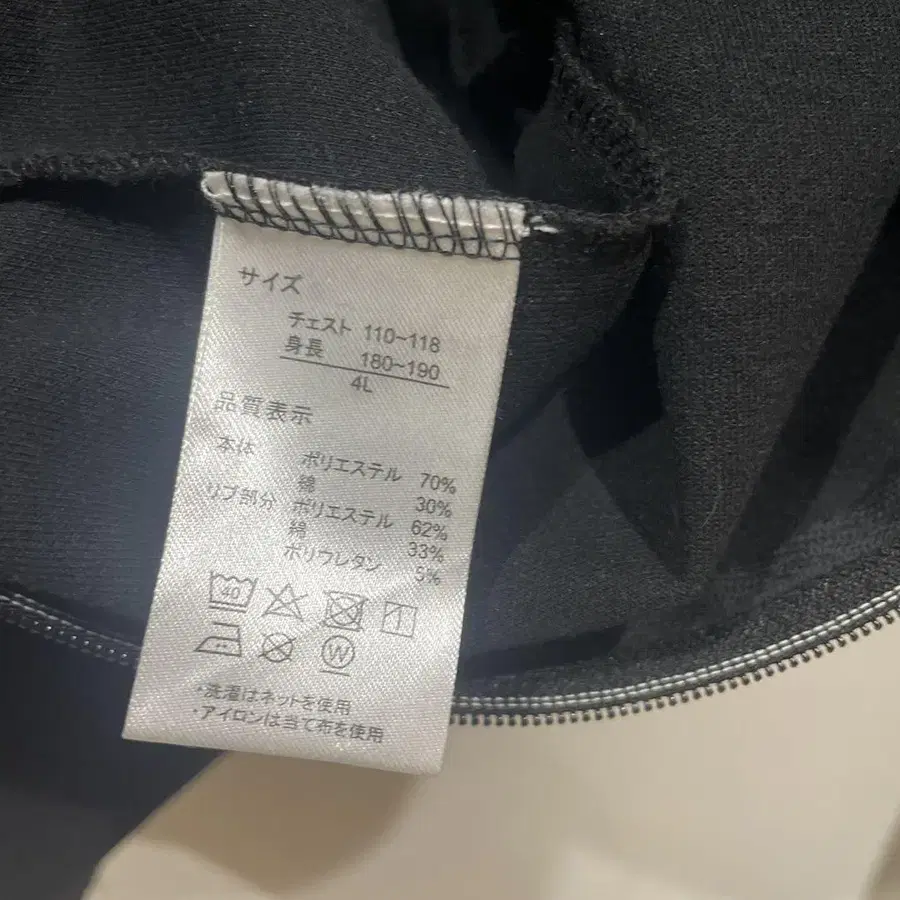 サイズ
チェスト 110~118
身長 180~190
4L
品質表示
本体 ポリエステル 70%
綿 30%
リブ部分 ポリエステル 62%
綿 33%
ポリウレタン 5%
40
W
・洗濯はネットを使用
・アイロンは当て布を使用